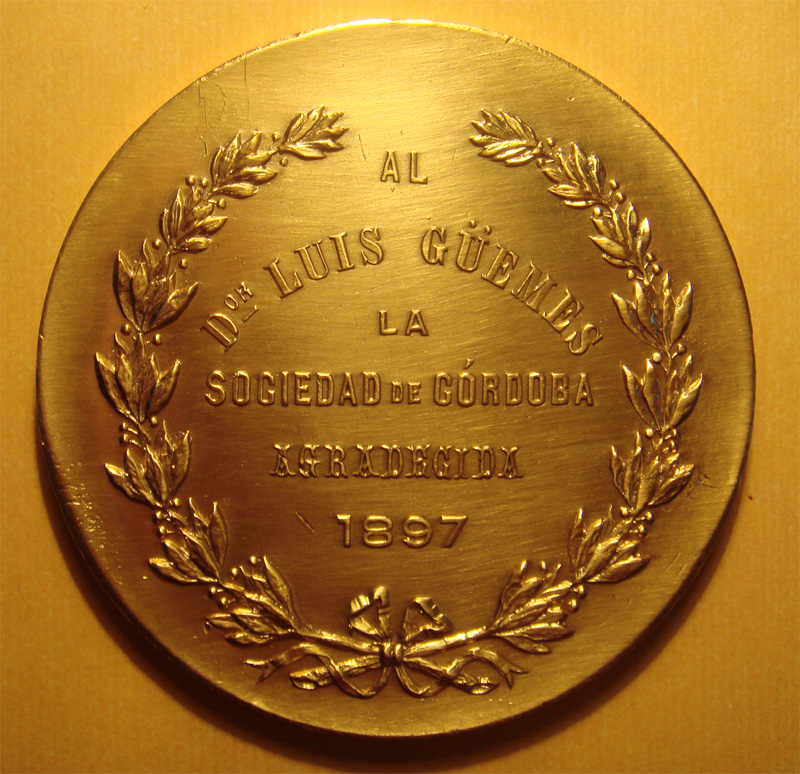 AL
DOR LUIS GÜEMES
LA
SOCIEDAD DE CÓRDOBA
AGRADECIDA
1897